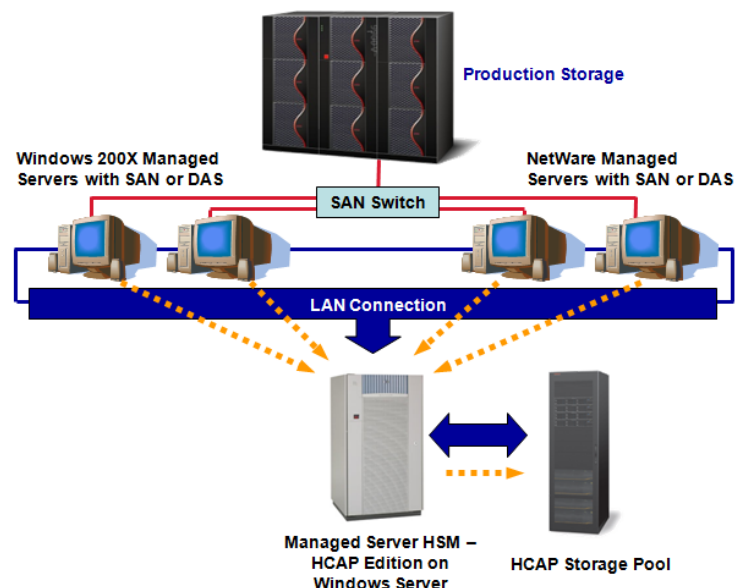 Production Storage
Windows 200X Managed
Servers with SAN or DAS
NetWare Managed
Servers with SAN or DAS
SAN Switch
LAN Connection
Managed Server HSM –
HCAP Edition on
Windows Server
HCAP Storage Pool